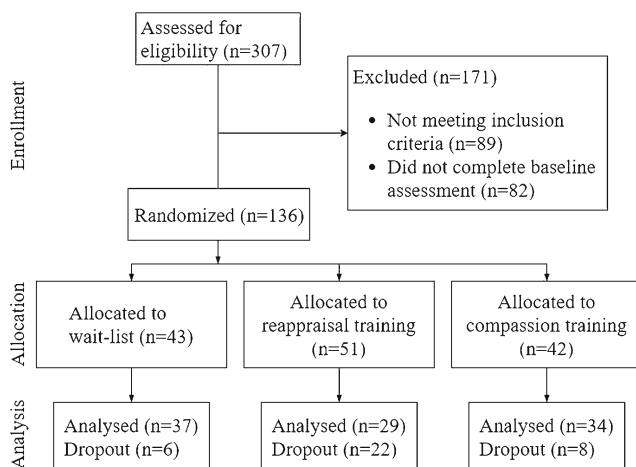 Assessed for
eligibility (n=307)
Excluded (n=171)
• Not meeting inclusion
criteria (n=89)
• Did not complete baseline
assessment (n=82)
Enrollment
Randomized (n=136)
Allocation
Allocated to
wait-list (n=43)
Allocated to
reappraisal training
(n=51)
Allocated to
compassion training
(n=42)
Analysis
Analysed (n=37)
Dropout (n=6)
Analysed (n=29)
Dropout (n=22)
Analysed (n=34)
Dropout (n=8)